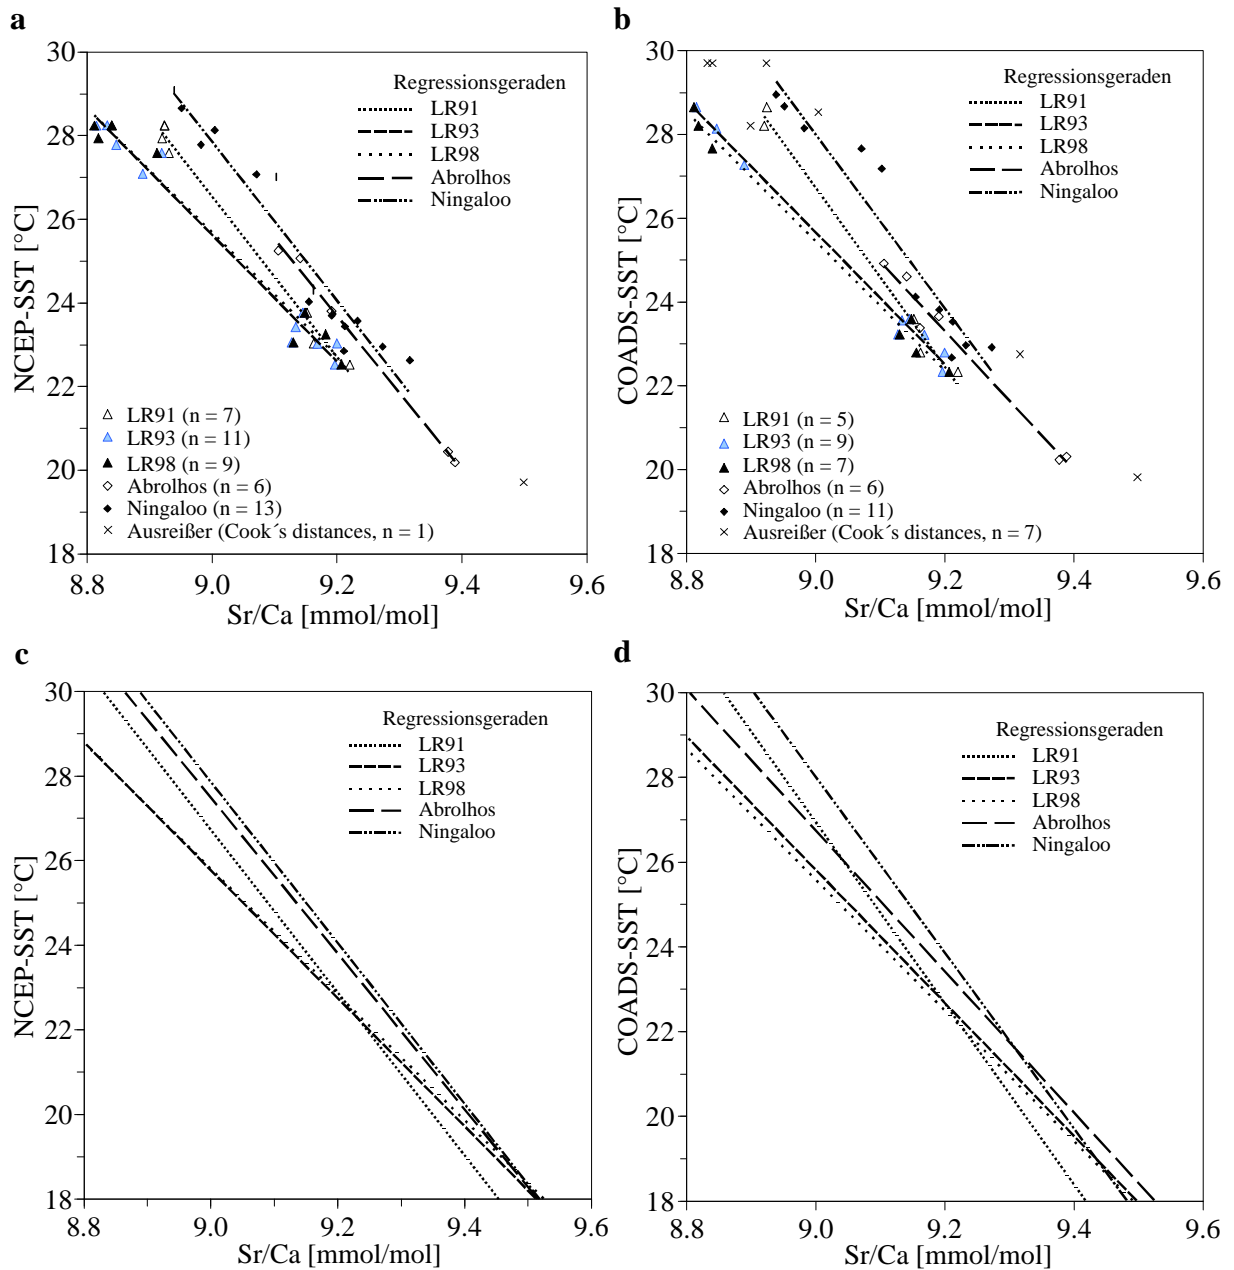 a
30
28
26
24
22
20
18
NCEP-SST [°C]
Regressionsgeraden
LR91
LR93
LR98
Abrolhos
Ningaloo
LR91 (n = 7)
LR93 (n = 11)
LR98 (n = 9)
Abrolhos (n = 6)
Ningaloo (n = 13)
Ausreißer (Cook´s distances, n = 1)
8.8 9.0 9.2 9.4 9.6
Sr/Ca [mmol/mol]
b
30
28
26
24
22
20
18
COADS-SST [°C]
Regressionsgeraden
LR91
LR93
LR98
Abrolhos
Ningaloo
LR91 (n = 5)
LR93 (n = 9)
LR98 (n = 7)
Abrolhos (n = 6)
Ningaloo (n = 11)
Ausreißer (Cook´s distances, n = 7)
8.8 9.0 9.2 9.4 9.6
Sr/Ca [mmol/mol]
c
30
28
26
24
22
20
18
NCEP-SST [°C]
Regressionsgeraden
LR91
LR93
LR98
Abrolhos
Ningaloo
8.8 9.0 9.2 9.4 9.6
Sr/Ca [mmol/mol]
d
30
28
26
24
22
20
18
COADS-SST [°C]
Regressionsgeraden
LR91
LR93
LR98
Abrolhos
Ningaloo
8.8 9.0 9.2 9.4 9.6
Sr/Ca [mmol/mol]